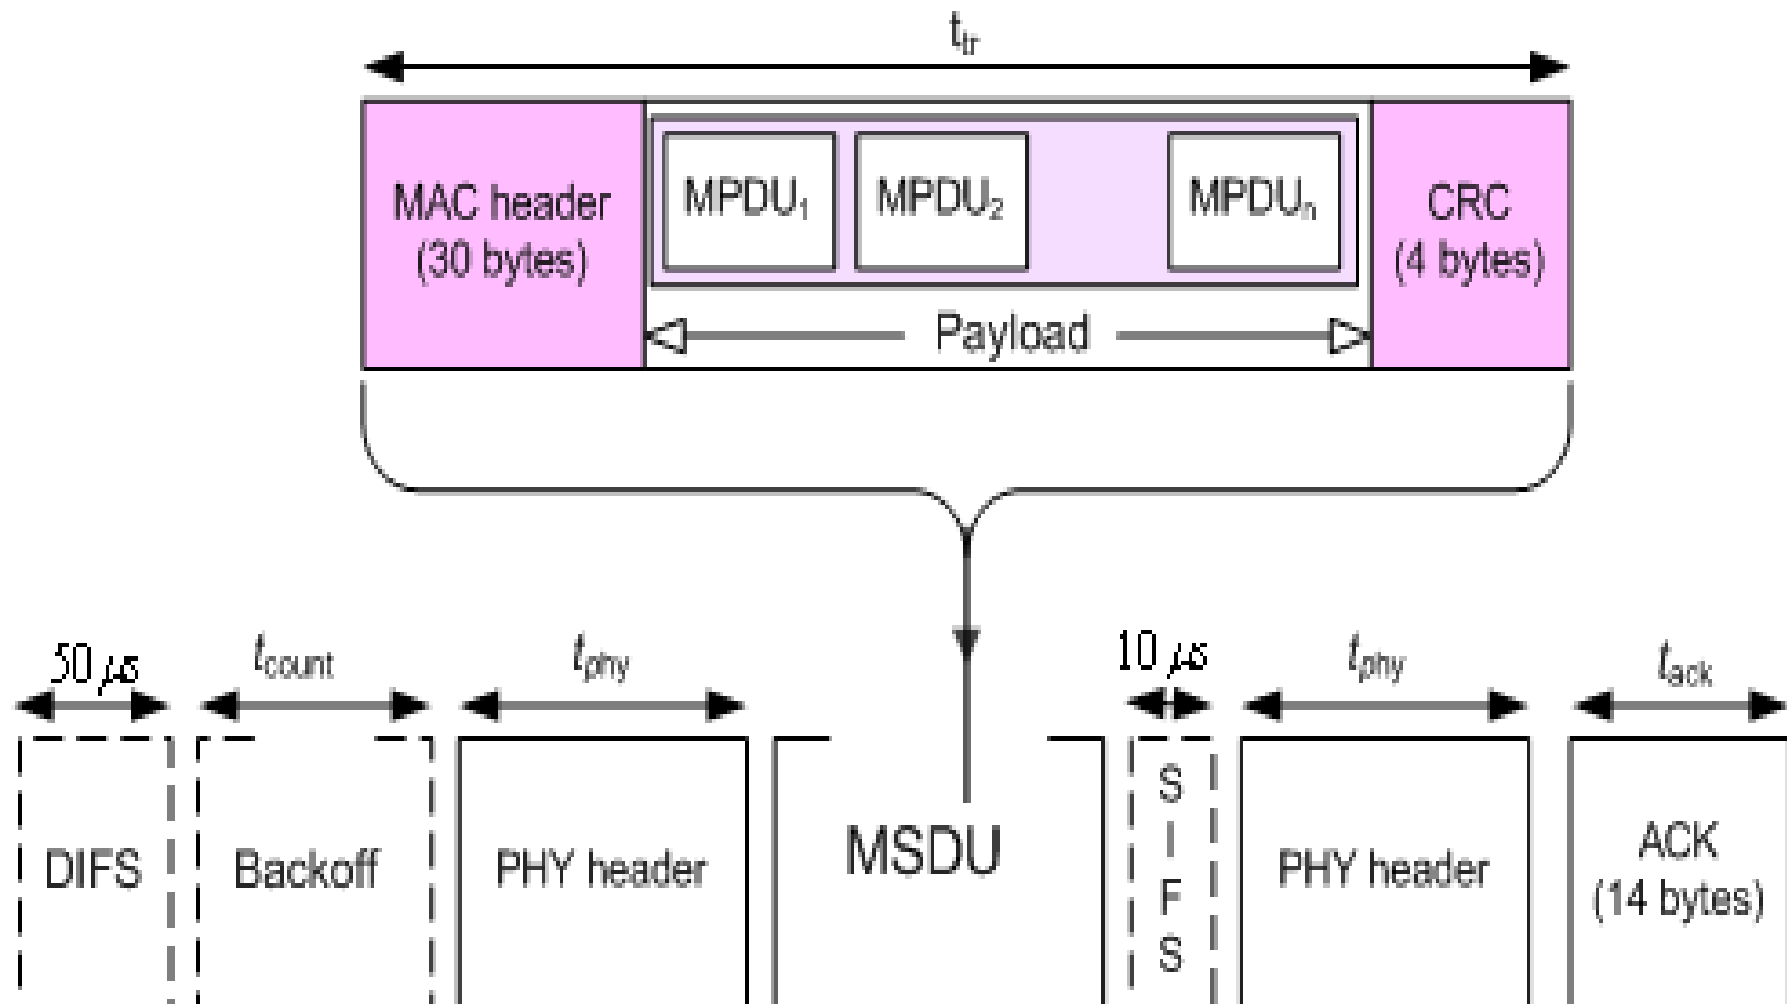 t_tr
MAC header
(30 bytes)
MPDU₁
MPDU₂
MPDUₙ
CRC
(4 bytes)
Payload
50 μs
t_count
t_phy
10 μs
t_phy
t_ack
DIFS
Backoff
PHY header
MSDU
S
I
F
S
PHY header
ACK
(14 bytes)